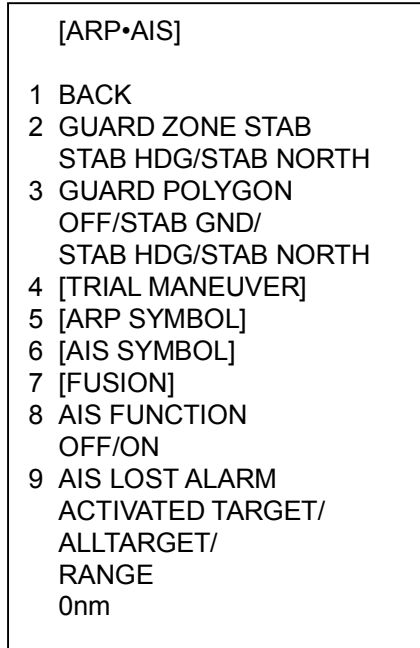 [ARP•AIS]
1 BACK
2 GUARD ZONE STAB
STAB HDG/STAB NORTH
3 GUARD POLYGON
OFF/STAB GND/
STAB HDG/STAB NORTH
4 [TRIAL MANEUVER]
5 [ARP SYMBOL]
6 [AIS SYMBOL]
7 [FUSION]
8 AIS FUNCTION
OFF/ON
9 AIS LOST ALARM
ACTIVATED TARGET/
ALLTARGET/
RANGE
0nm